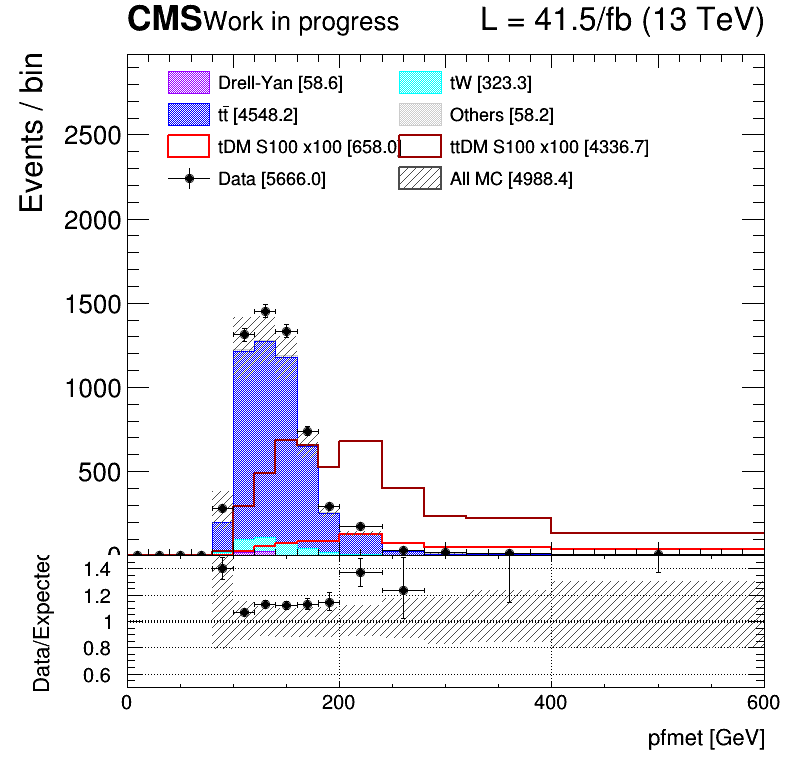 CMS Work in progress L = 41.5/fb (13 TeV)
Events / bin
Drell-Yan [58.6] tW [323.3]
tt̄ [4548.2] Others [58.2]
tDM S100 x100 [658.0] ttDM S100 x100 [4336.7]
Data [5666.0] All MC [4988.4]
2500
2000
1500
1000
500
0
Data/Expected
1.4
1.2
1
0.8
0.6
0 200 400 600
pfmet [GeV]